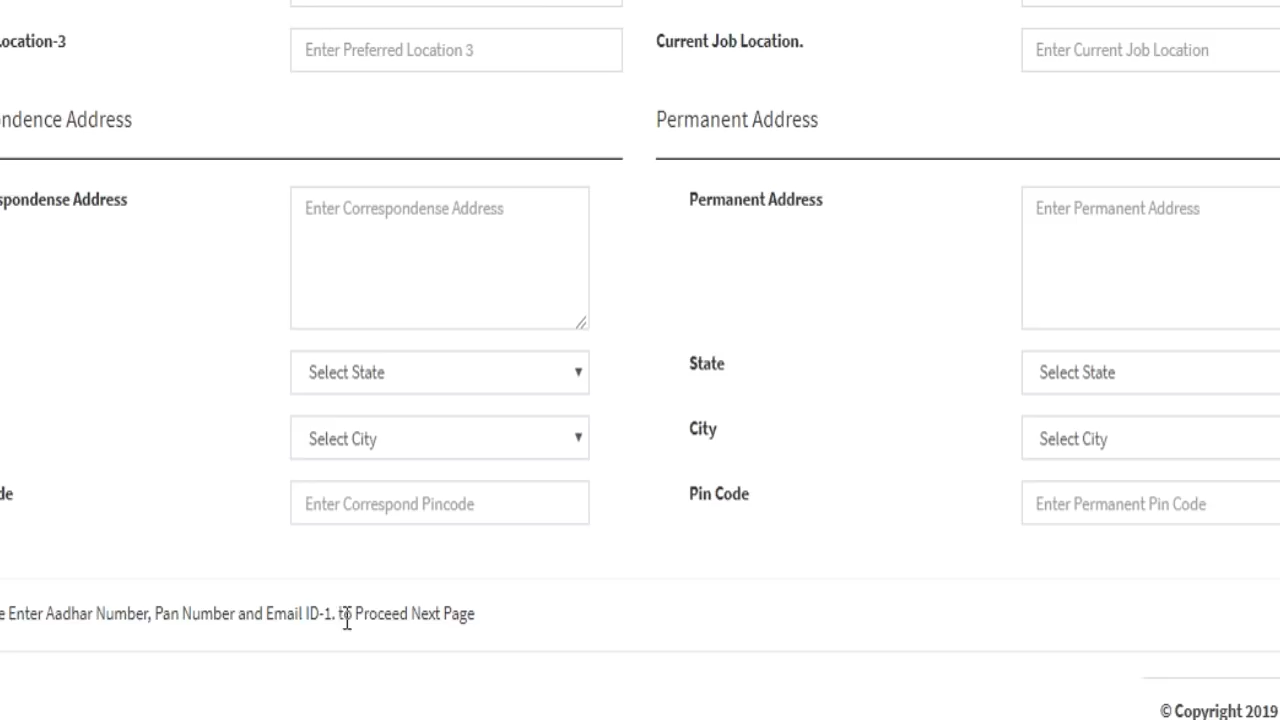 ocation-3
Enter Preferred Location 3
Current Job Location.
Enter Current Job Location
ndence Address
Permanent Address
spondense Address
Enter Correspondense Address
Permanent Address
Enter Permanent Address
Select State
State
Select State
Select City
City
Select City
de
Enter Correspond Pincode
Pin Code
Enter Permanent Pin Code
e Enter Aadhar Number, Pan Number and Email ID-1. to Proceed Next Page
© Copyright 2019